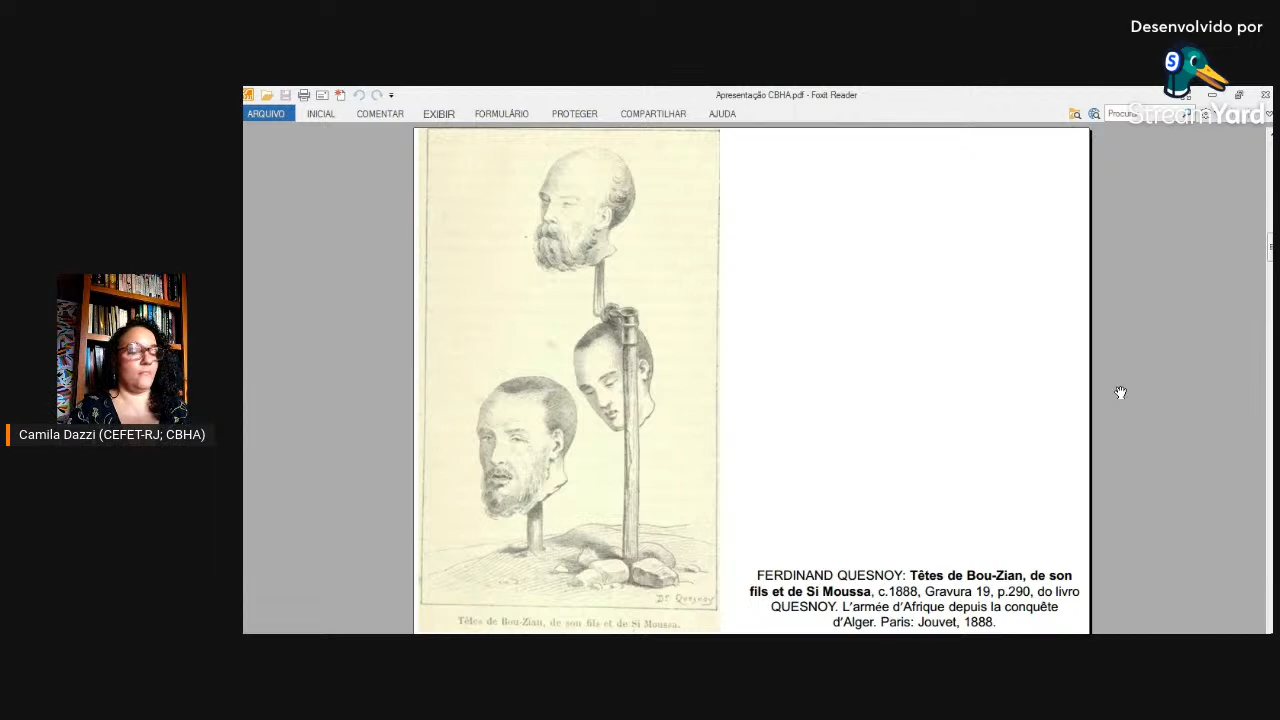 Desenvolvido por
StreamYard
Apresentação CBHA.pdf - Foxit Reader
ARQUIVO INICIAL COMENTAR EXIBIR FORMULÁRIO PROTEGER COMPARTILHAR AJUDA
Dr Quesnoy
Têtes de Bou-Zian, de son fils et de Si Moussa.
FERDINAND QUESNOY: Têtes de Bou-Zian, de son
fils et de Si Moussa, c.1888, Gravura 19, p.290, do livro
QUESNOY. L'armée d'Afrique depuis la conquête
d'Alger. Paris: Jouvet, 1888.
Camila Dazzi (CEFET-RJ; CBHA)